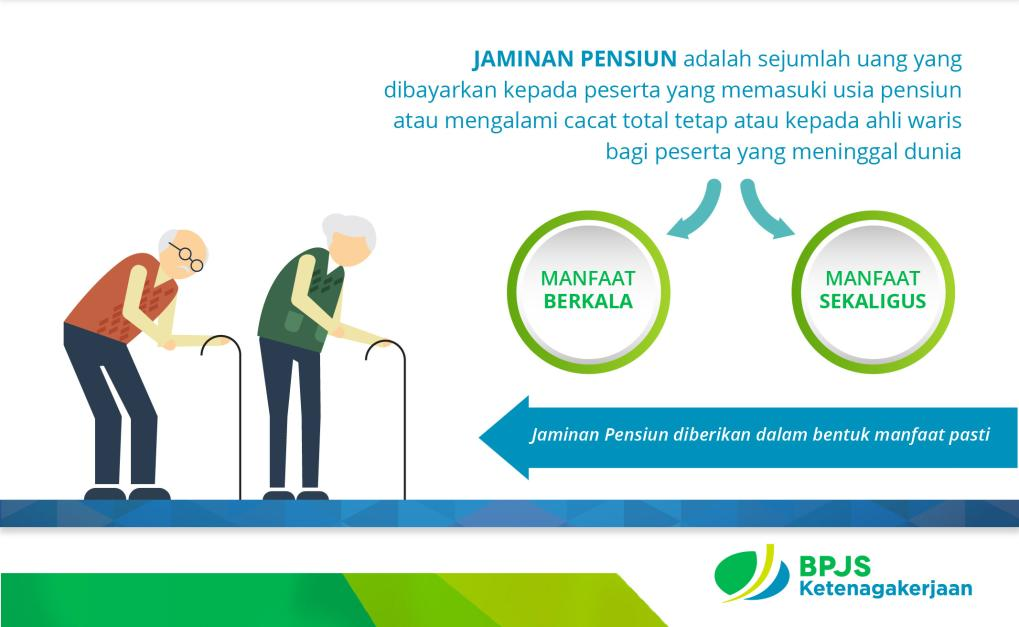 JAMINAN PENSIUN adalah sejumlah uang yang
dibayarkan kepada peserta yang memasuki usia pensiun
atau mengalami cacat total tetap atau kepada ahli waris
bagi peserta yang meninggal dunia
MANFAAT
BERKALA
MANFAAT
SEKALIGUS
Jaminan Pensiun diberikan dalam bentuk manfaat pasti
BPJS
Ketenagakerjaan